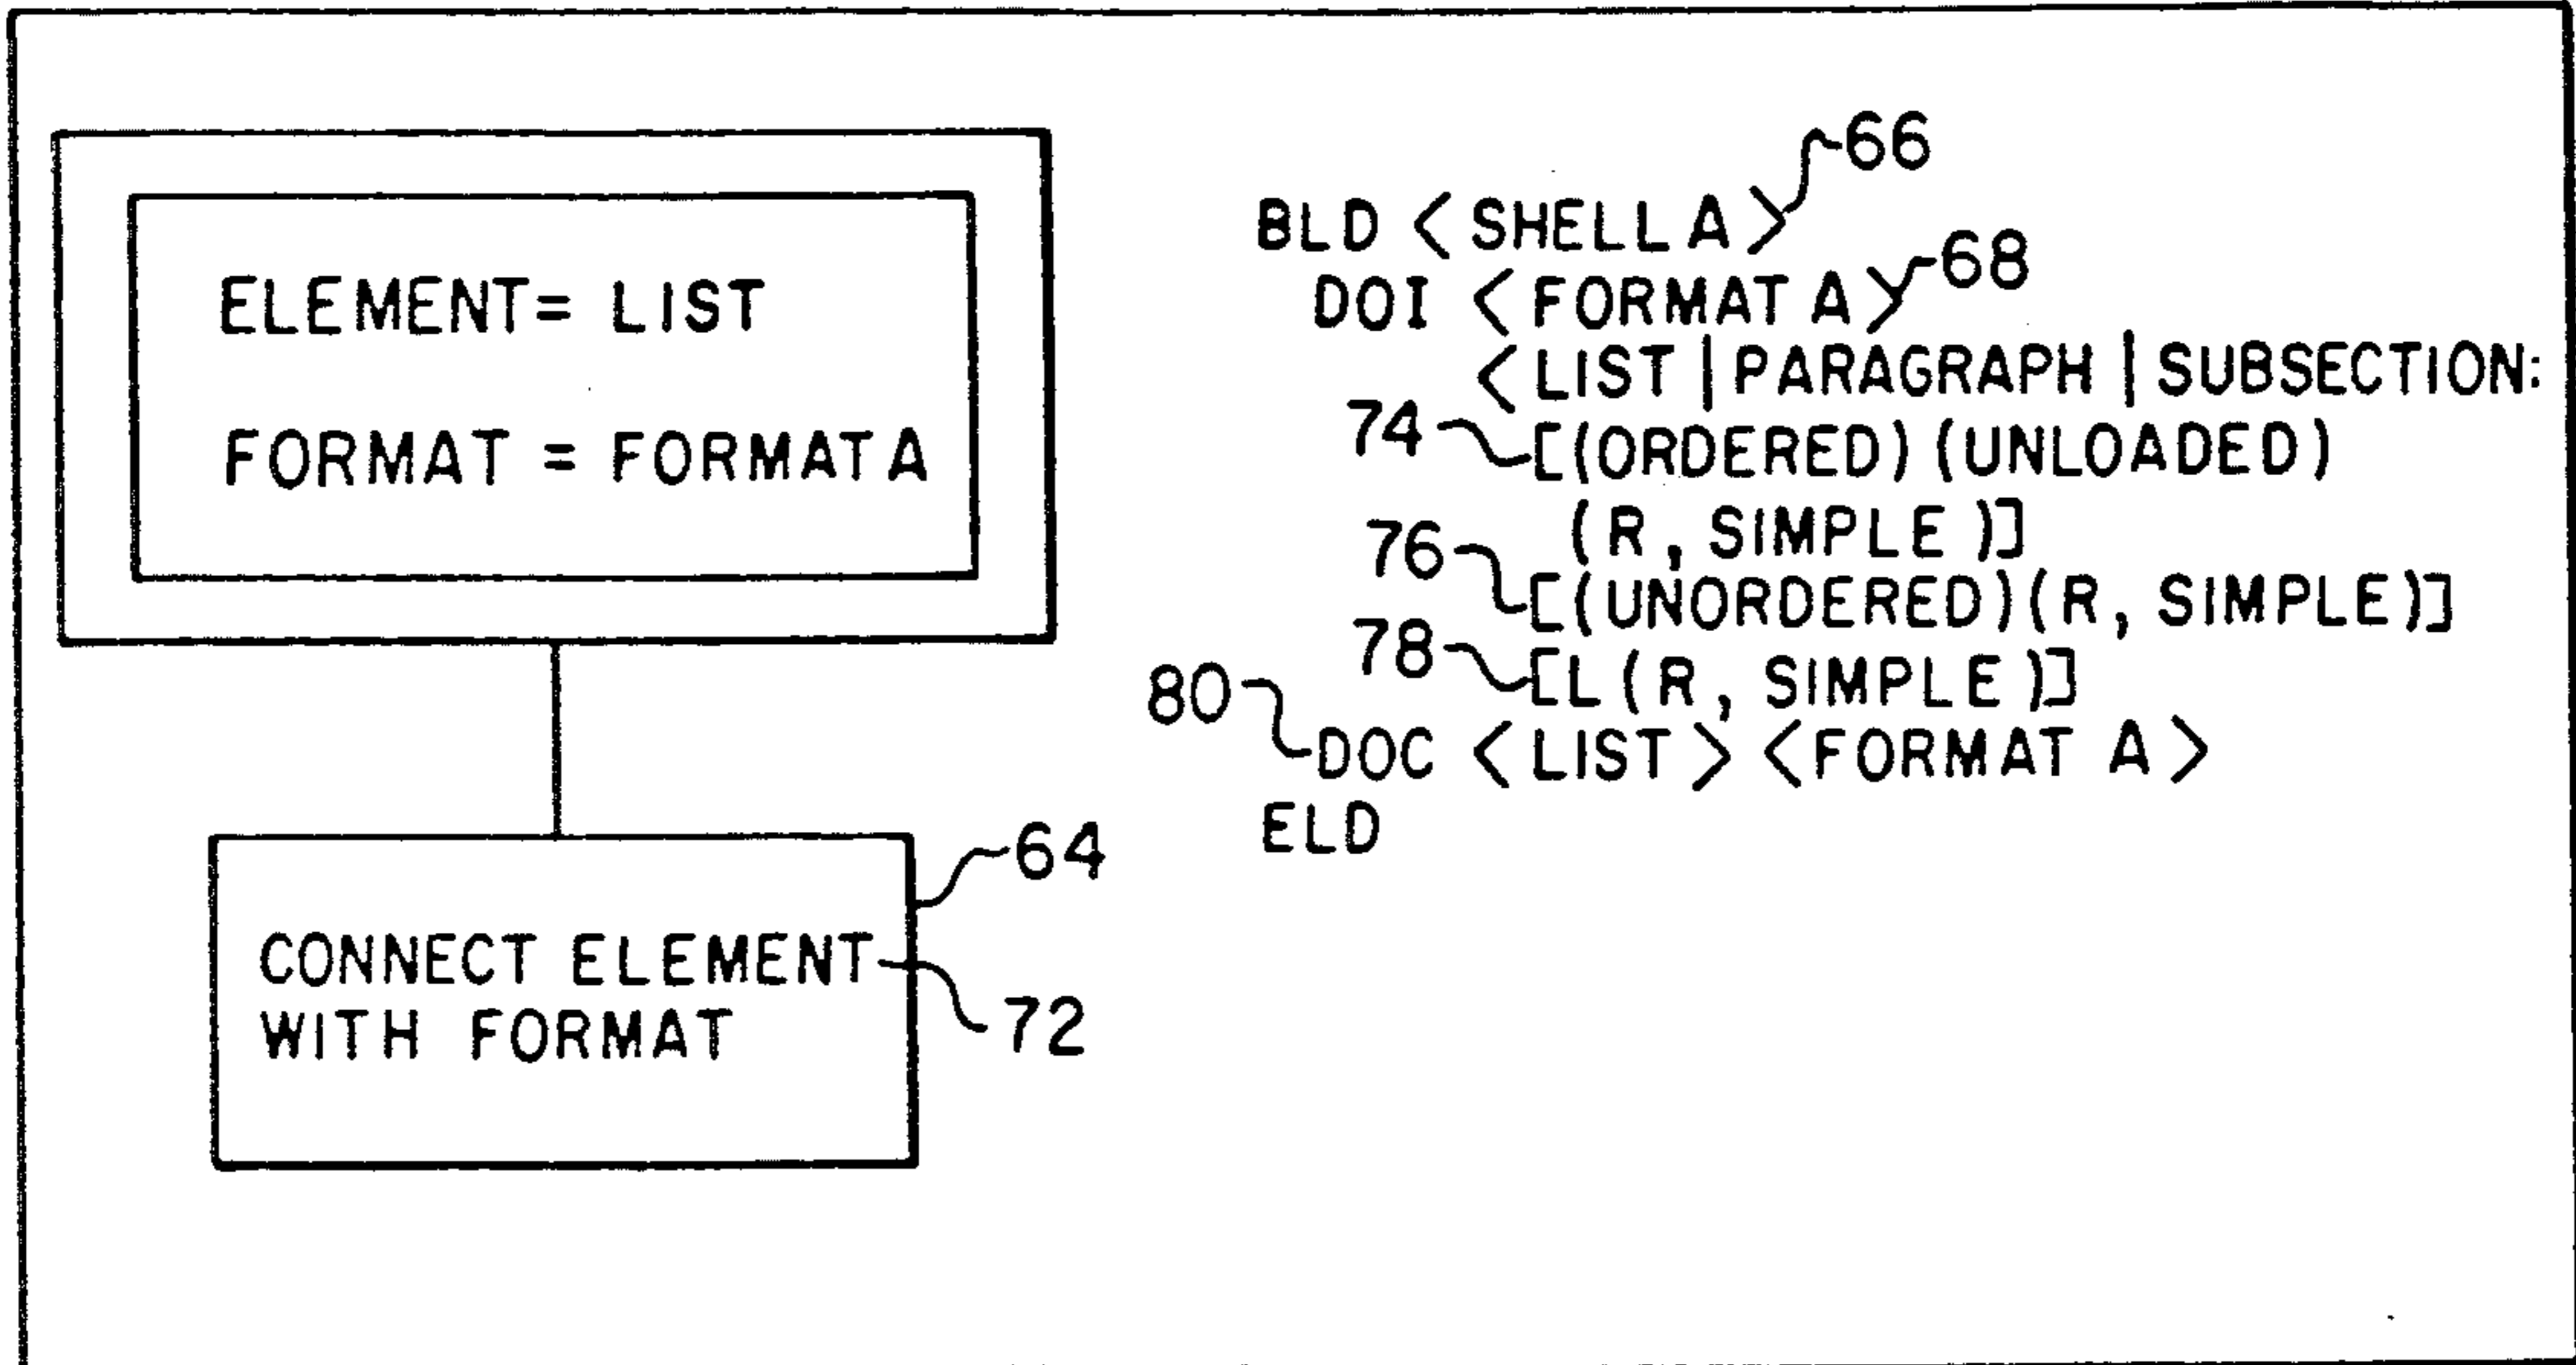 ELEMENT= LIST
FORMAT = FORMAT A
64
CONNECT ELEMENT
WITH FORMAT
72
66
BLD <SHELL A>
68
DOI <FORMAT A>
<LIST | PARAGRAPH | SUBSECTION:
74 [(ORDERED) (UNLOADED)
(R, SIMPLE)]
76 [(UNORDERED)(R, SIMPLE)]
78 [L(R, SIMPLE)]
80 DOC <LIST> <FORMAT A>
ELD